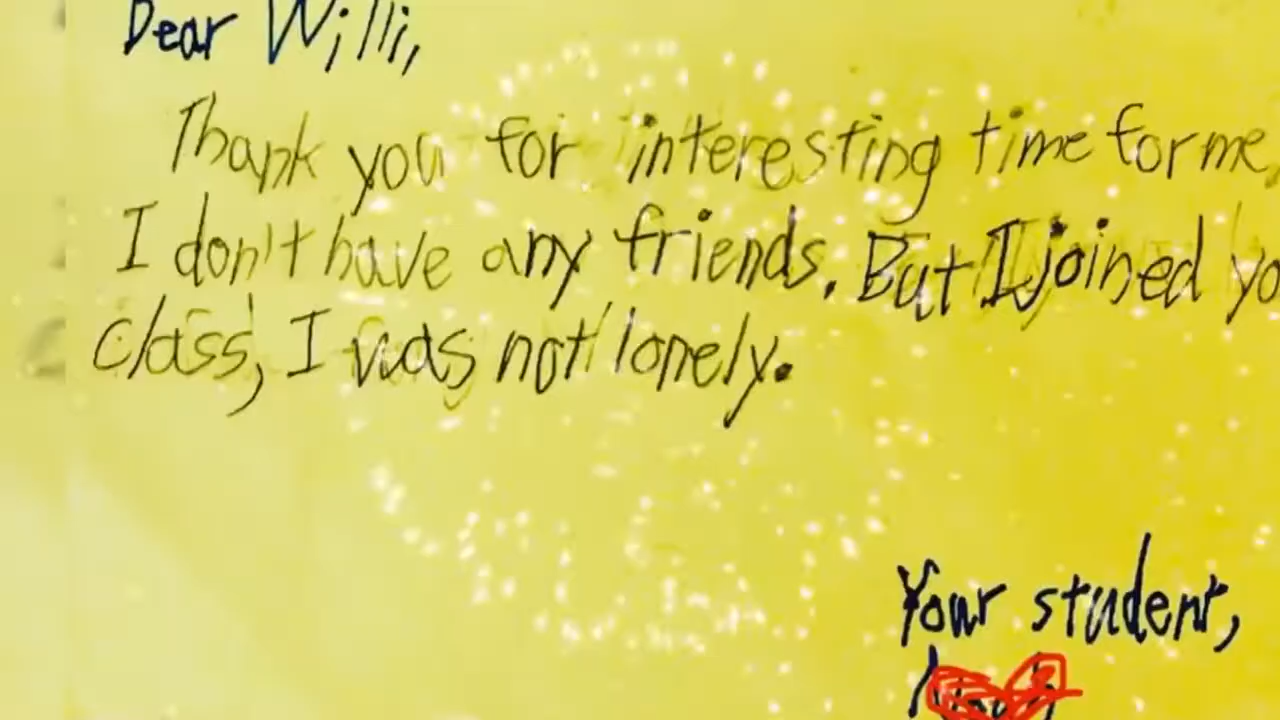 Dear Willi,
Thank you for interesting time for me,
I don't have any friends. But I joined yo
class, I was not lonely.
Your student,